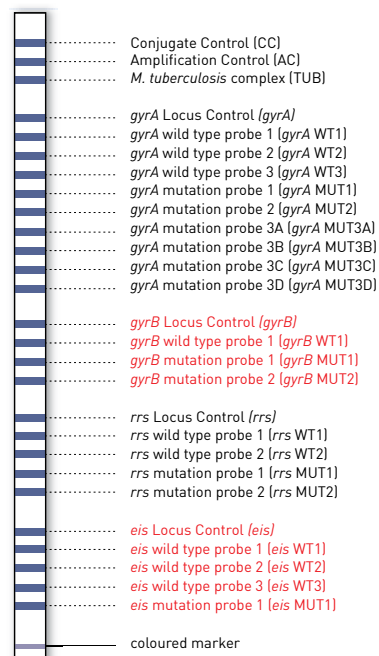 Conjugate Control (CC)
Amplification Control (AC)
M. tuberculosis complex (TUB)
gyrA Locus Control (gyrA)
gyrA wild type probe 1 (gyrA WT1)
gyrA wild type probe 2 (gyrA WT2)
gyrA wild type probe 3 (gyrA WT3)
gyrA mutation probe 1 (gyrA MUT1)
gyrA mutation probe 2 (gyrA MUT2)
gyrA mutation probe 3A (gyrA MUT3A)
gyrA mutation probe 3B (gyrA MUT3B)
gyrA mutation probe 3C (gyrA MUT3C)
gyrA mutation probe 3D (gyrA MUT3D)
gyrB Locus Control (gyrB)
gyrB wild type probe 1 (gyrB WT1)
gyrB mutation probe 1 (gyrB MUT1)
gyrB mutation probe 2 (gyrB MUT2)
rrs Locus Control (rrs)
rrs wild type probe 1 (rrs WT1)
rrs wild type probe 2 (rrs WT2)
rrs mutation probe 1 (rrs MUT1)
rrs mutation probe 2 (rrs MUT2)
eis Locus Control (eis)
eis wild type probe 1 (eis WT1)
eis wild type probe 2 (eis WT2)
eis wild type probe 3 (eis WT3)
eis mutation probe 1 (eis MUT1)
coloured marker